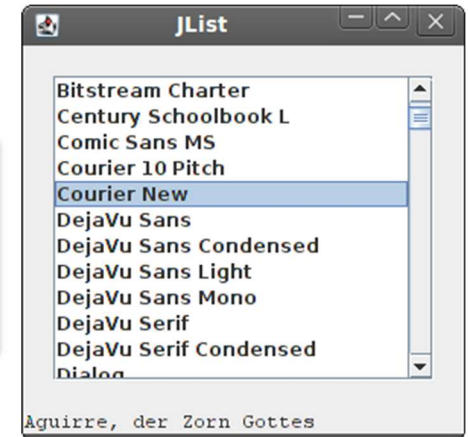 JList
Bitstream Charter
Century Schoolbook L
Comic Sans MS
Courier 10 Pitch
Courier New
DejaVu Sans
DejaVu Sans Condensed
DejaVu Sans Light
DejaVu Sans Mono
DejaVu Serif
DejaVu Serif Condensed
Dialog
Aguirre, der Zorn Gottes